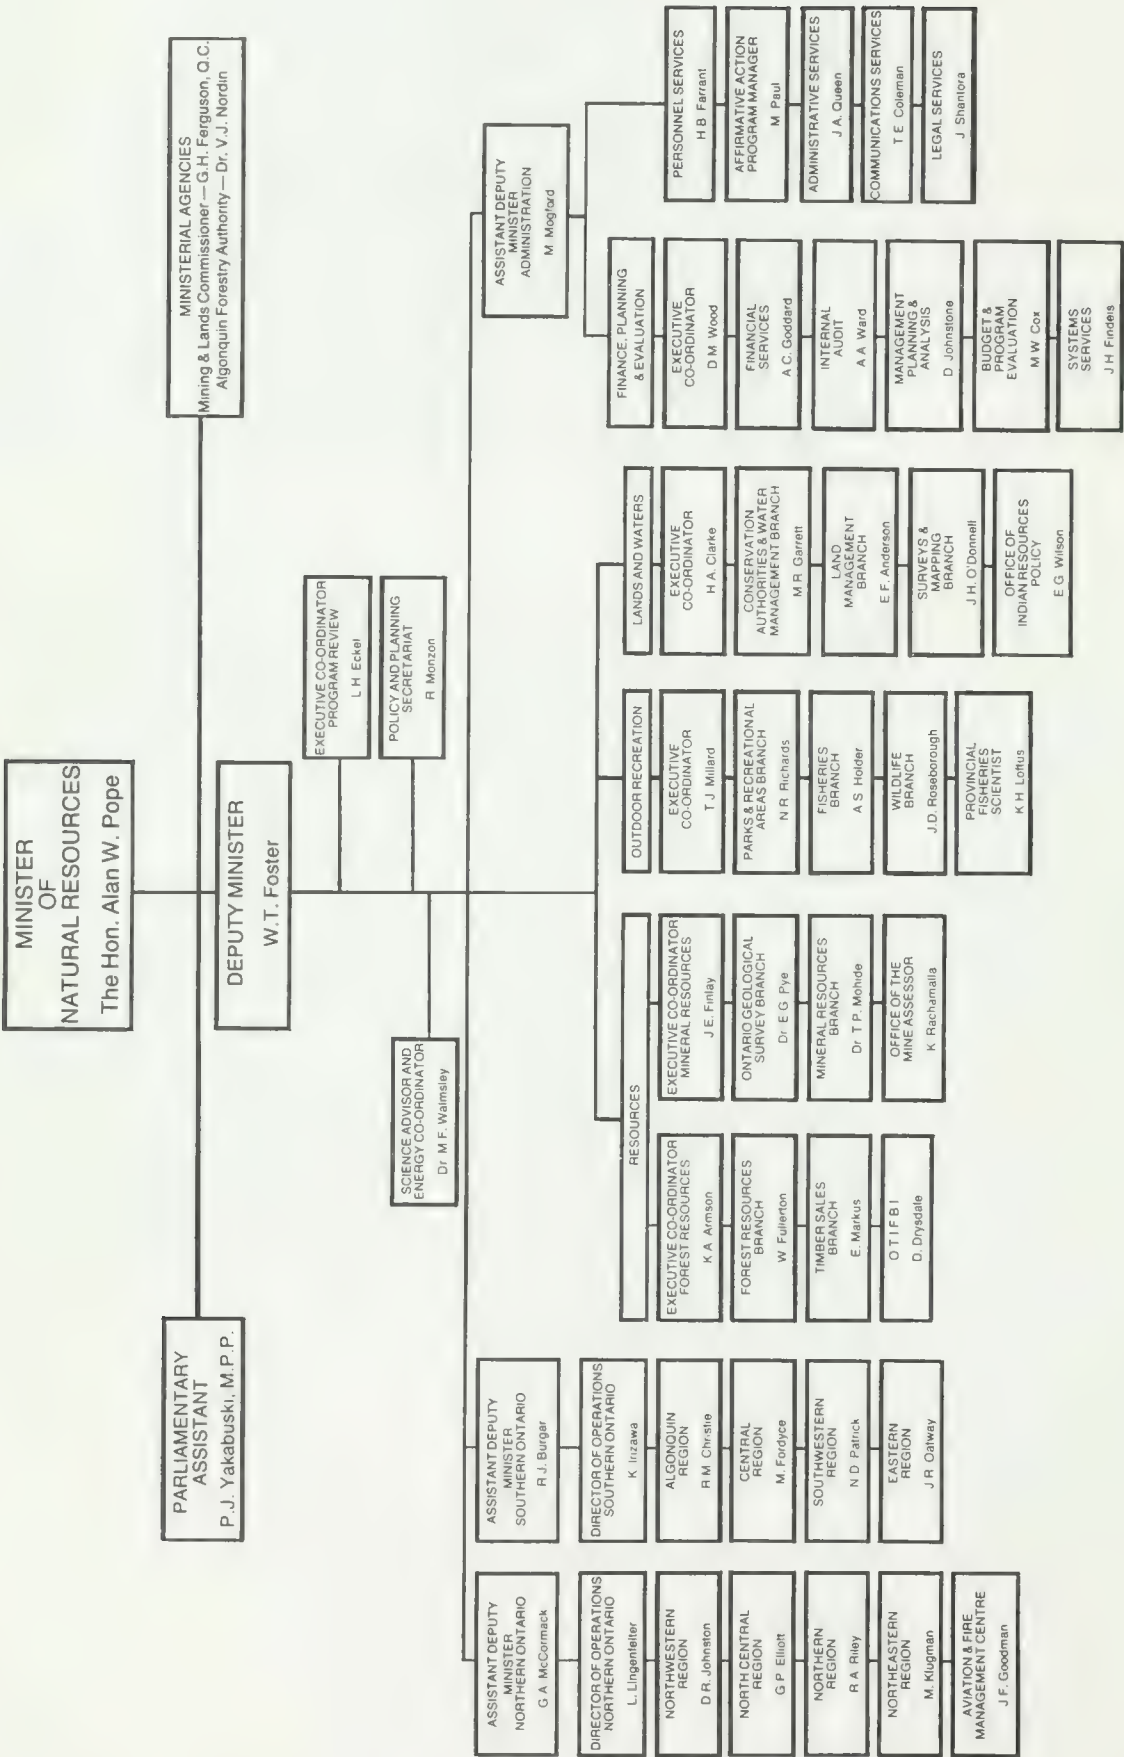 MINISTER
OF
NATURAL RESOURCES
The Hon. Alan W. Pope
PARLIAMENTARY
ASSISTANT
P.J. Yakabuski, M.P.P.
MINISTERIAL AGENCIES
Mining & Lands Commissioner — G.H. Ferguson, Q.C.
Algonquin Forestry Authority — Dr. V.J. Nordin
DEPUTY MINISTER
W.T. Foster
EXECUTIVE CO-ORDINATOR
PROGRAM REVIEW
L H Eckel
POLICY AND PLANNING
SECRETARIAT
R Monzon
SCIENCE ADVISOR AND
ENERGY CO-ORDINATOR
Dr M F. Walmsley
ASSISTANT DEPUTY
MINISTER
NORTHERN ONTARIO
G A McCormack
DIRECTOR OF OPERATIONS
NORTHERN ONTARIO
L. Lingenfelter
NORTHWESTERN
REGION
D R. Johnston
NORTH CENTRAL
REGION
G P Elliott
NORTHERN
REGION
R A Riley
NORTHEASTERN
REGION
M. Klugman
AVIATION & FIRE
MANAGEMENT CENTRE
J F. Goodman
ASSISTANT DEPUTY
MINISTER
SOUTHERN ONTARIO
R J. Burgar
DIRECTOR OF OPERATIONS
SOUTHERN ONTARIO
K Irizawa
ALGONQUIN
REGION
R M Christie
CENTRAL
REGION
M. Fordyce
SOUTHWESTERN
REGION
N D Patrick
EASTERN
REGION
J R Oatway
RESOURCES
EXECUTIVE CO-ORDINATOR
FOREST RESOURCES
K A Armson
FOREST RESOURCES
BRANCH
W Fullerton
TIMBER SALES
BRANCH
E. Markus
O T I F B I
D. Drysdale
EXECUTIVE CO-ORDINATOR
MINERAL RESOURCES
J E. Finlay
ONTARIO GEOLOGICAL
SURVEY BRANCH
Dr E G Pye
MINERAL RESOURCES
BRANCH
Dr T P. Mohide
OFFICE OF THE
MINE ASSESSOR
K Rachamalla
OUTDOOR RECREATION
EXECUTIVE
CO-ORDINATOR
T J Millard
PARKS & RECREATIONAL
AREAS BRANCH
N R Richards
FISHERIES
BRANCH
A S Holder
WILDLIFE
BRANCH
J.D. Roseborough
PROVINCIAL
FISHERIES
SCIENTIST
K H Loftus
LANDS AND WATERS
EXECUTIVE
CO-ORDINATOR
H A. Clarke
CONSERVATION
AUTHORITIES & WATER
MANAGEMENT BRANCH
M R Garrett
LAND
MANAGEMENT
BRANCH
E F. Anderson
SURVEYS &
MAPPING
BRANCH
J H. O'Donnell
OFFICE OF
INDIAN RESOURCES
POLICY
E G Wilson
ASSISTANT DEPUTY
MINISTER
ADMINISTRATION
M Mogford
FINANCE, PLANNING
& EVALUATION
EXECUTIVE
CO-ORDINATOR
D M Wood
FINANCIAL
SERVICES
A C. Goddard
INTERNAL
AUDIT
A A Ward
MANAGEMENT
PLANNING &
ANALYSIS
D Johnstone
BUDGET &
PROGRAM
EVALUATION
M W. Cox
SYSTEMS
SERVICES
J H Findeis
PERSONNEL SERVICES
H B Farrant
AFFIRMATIVE ACTION
PROGRAM MANAGER
M Paul
ADMINISTRATIVE SERVICES
J A. Queen
COMMUNICATIONS SERVICES
T E Coleman
LEGAL SERVICES
J Shantora